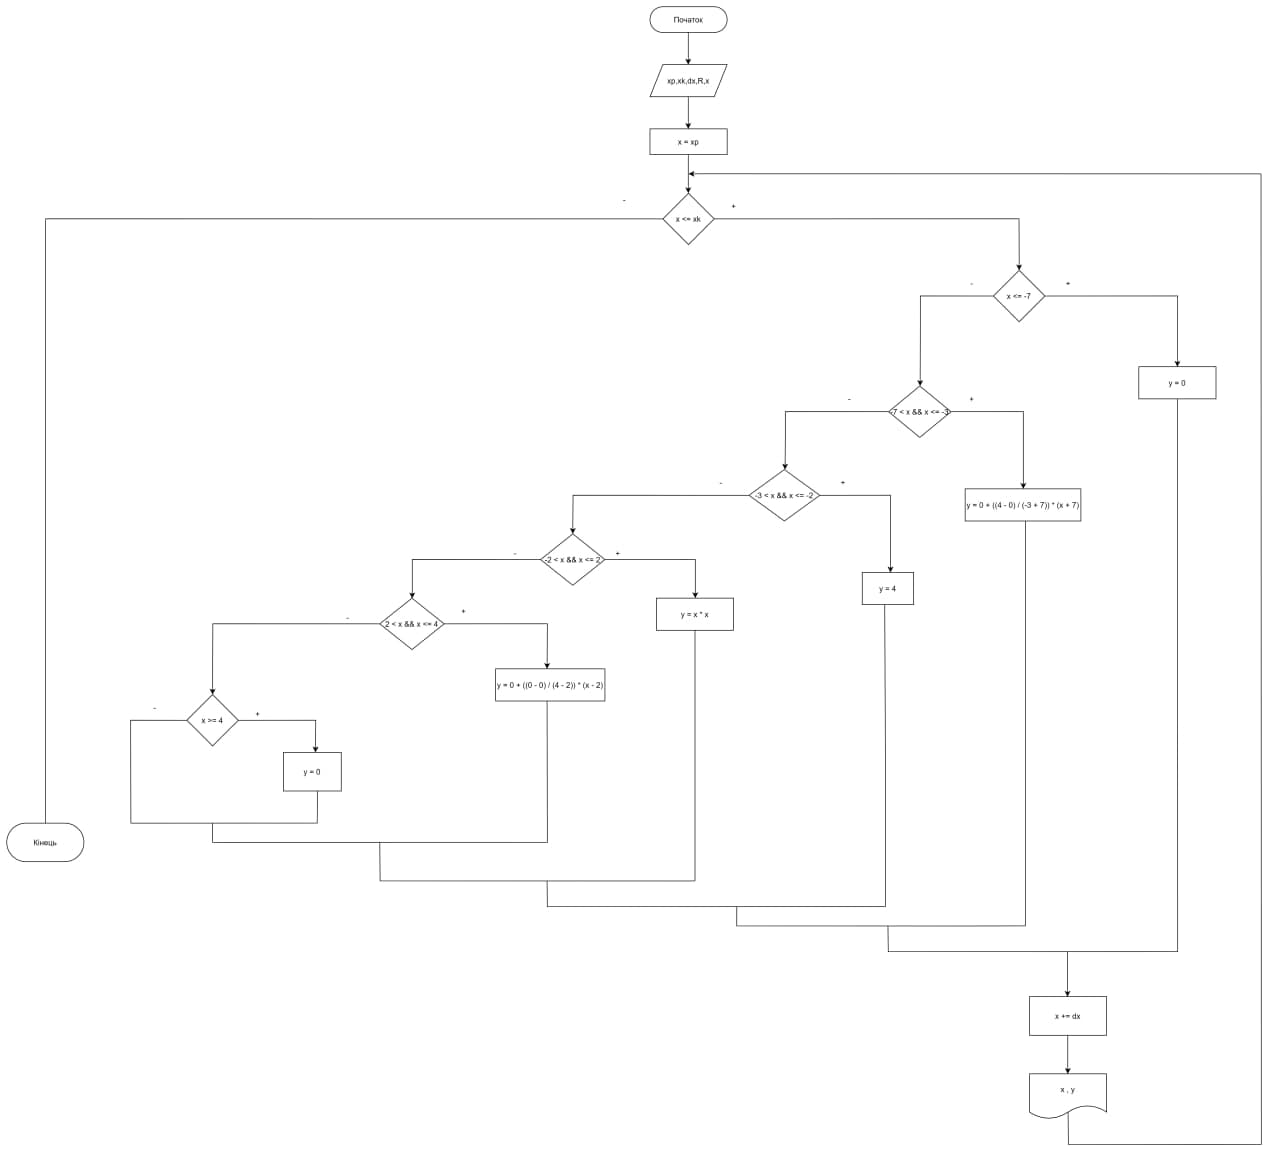 Початок
xp,xk,dx,R,x
x = xp
-
+
x <= xk
-
+
x <= -7
y = 0
-
+
-7 < x && x <= -3
-
+
-3 < x && x <= -2
y = 0 + ((4 - 0) / (-3 + 7)) * (x + 7)
-
+
-2 < x && x <= 2
y = 4
-
+
2 < x && x <= 4
y = x * x
y = 0 + ((0 - 0) / (4 - 2)) * (x - 2)
-
+
x >= 4
y = 0
Кінець
x += dx
x , y